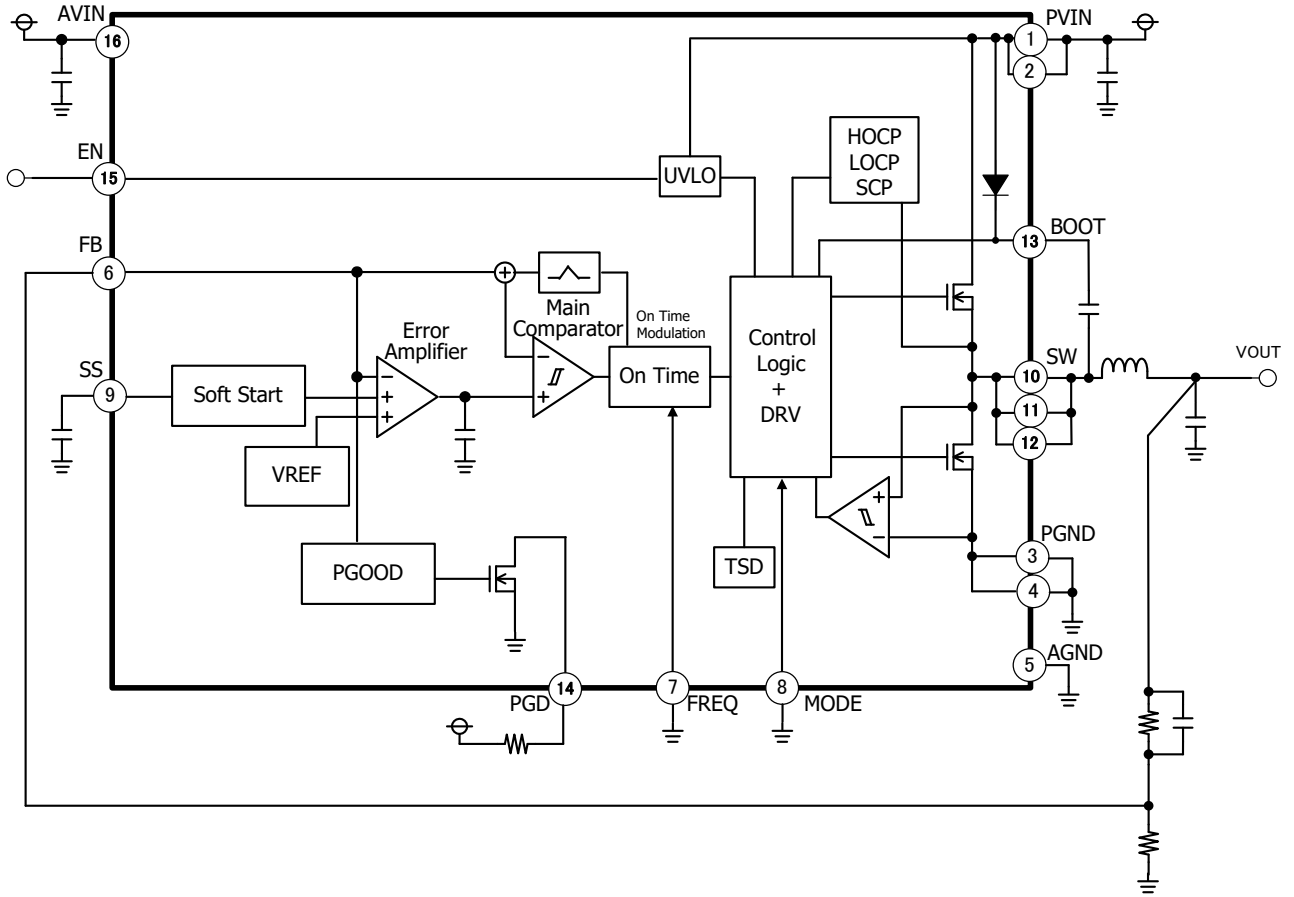 AVIN
16
PVIN
1
2
HOCP
LOCP
SCP
EN
15
UVLO
BOOT
13
FB
6
+
Main
Comparator
On Time
Modulation
Error
Amplifier
Control
Logic
+
DRV
SS
9
Soft Start
−
+
+
−
+
On Time
SW
10
11
12
VOUT
VREF
+
−
PGOOD
TSD
PGND
3
4
5
AGND
PGD
14
7
FREQ
8
MODE